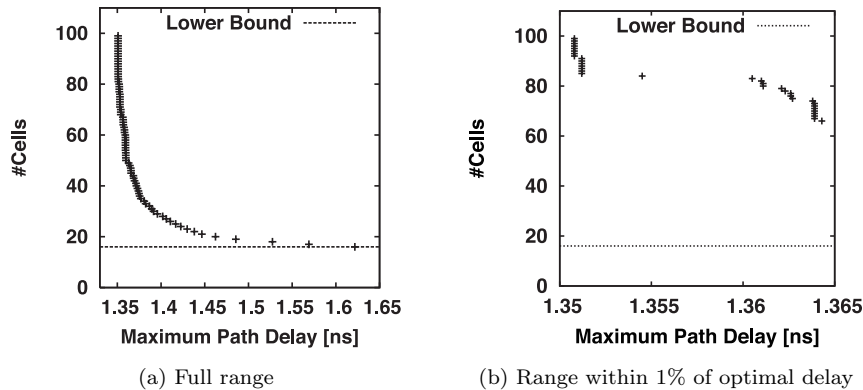 Lower Bound
100
80
60
40
20
0
#Cells
1.35 1.4 1.45 1.5 1.55 1.6 1.65
Maximum Path Delay [ns]
(a) Full range
Lower Bound
100
80
60
40
20
0
#Cells
1.35 1.355 1.36 1.365
Maximum Path Delay [ns]
(b) Range within 1% of optimal delay